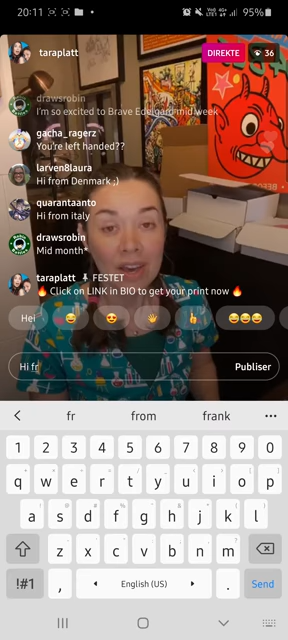 20:11
95%
taraplatt
DIREKTE
36
drawsrobin
I'm so excited to Brave Edelgard mid week
gacha_ragerz
You're left handed??
larven8laura
Hi from Denmark ;)
quarantaanto
Hi from italy
drawsrobin
Mid month*
taraplatt FESTET
🔥 Click on LINK in BIO to get your print now 🔥
Hei 😅 😍 👋 👍 😂😂😂
Hi fr
Publiser
fr from frank
1 2 3 4 5 6 7 8 9 0
q w e r t y u i o p
a s d f g h j k l
z x c v b n m
!#1 , English (US) . Send